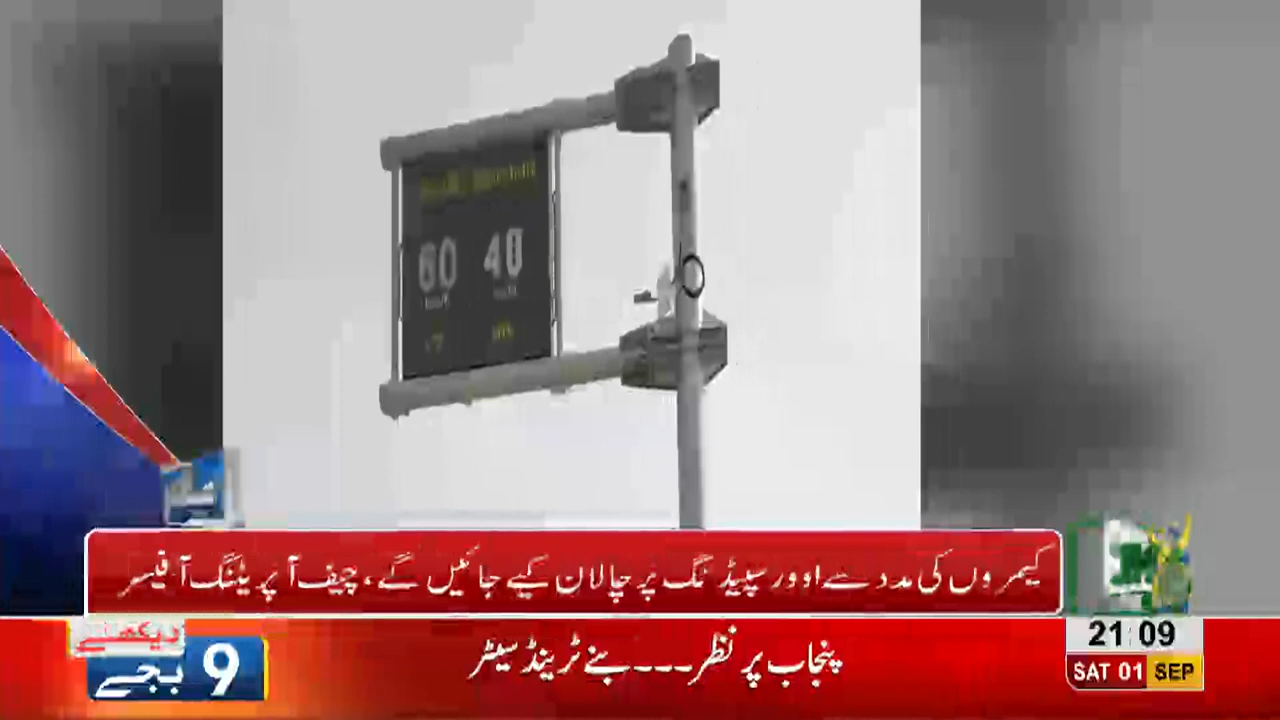 60 40
کیمروں کی مدد سے اوور سپیڈنگ پر چالان کیے جائیں گے، چیف آپریٹنگ آفیسر
21:09
دیکھئے
9 بجے
پنجاب پر نظر۔۔۔بنے ٹرینڈ سیٹر
SAT 01 SEP